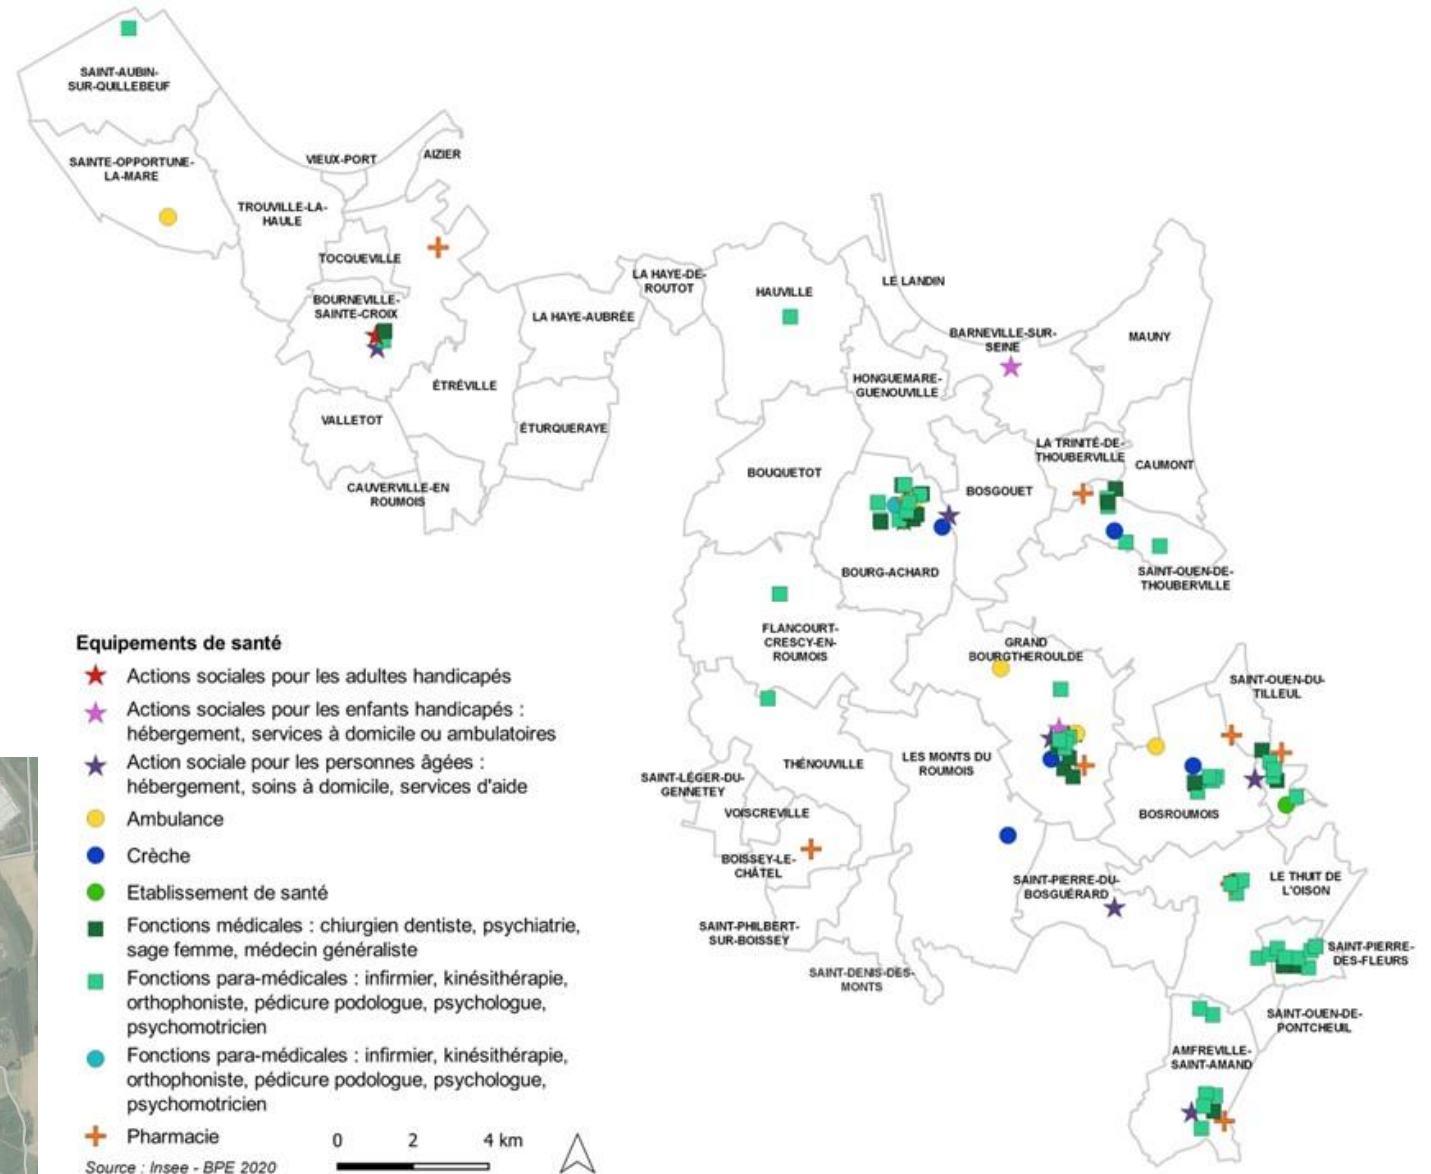 SAINT-AUBIN-
SUR-QUILLEBEUF
SAINTE-OPPORTUNE-
LA-MARE
VIEUX-PORT
AIZIER
TROUVILLE-LA-
HAULE
TOCQUEVILLE
BOURNEVILLE-
SAINTE-CROIX
LA HAYE-AUBRÉE
LA HAYE-DE-
ROUTOT
HAUVILLE
LE LANDIN
BARNEVILLE-SUR-
SEINE
MAUNY
HONGUEMARE-
GUENOUVILLE
ÉTRÉVILLE
VALLETOT
ÉTURQUERAYE
CAUVERVILLE-EN
ROUMOIS
BOUQUETOT
LA TRINITÉ-DE-
THOUBERVILLE
CAUMONT
BOSGOUET
BOURG-ACHARD
SAINT-OUEN-DE-
THOUBERVILLE
FLANCOURT-
CRESCY-EN-
ROUMOIS
GRAND
BOURGTHEROULDE
SAINT-OUEN-DU-
TILLEUL
THÉNOUVILLE
LES MONTS DU
ROUMOIS
SAINT-LÉGER-DU-
GENNETEY
VOISCREVILLE
BOSROUMOIS
BOISSEY-LE-
CHÂTEL
SAINT-PIERRE-DU-
BOSGUÉRARD
LE THUIT DE
L'OISON
SAINT-PHILBERT-
SUR-BOISSEY
SAINT-PIERRE-
DES-FLEURS
SAINT-DENIS-DES-
MONTS
SAINT-OUEN-DE-
PONTCHEUIL
AMFREVILLE-
SAINT-AMAND
Equipements de santé
Actions sociales pour les adultes handicapés
Actions sociales pour les enfants handicapés :
hébergement, services à domicile ou ambulatoires
Action sociale pour les personnes âgées :
hébergement, soins à domicile, services d'aide
Ambulance
Crèche
Etablissement de santé
Fonctions médicales : chirurgien dentiste, psychiatrie,
sage femme, médecin généraliste
Fonctions para-médicales : infirmier, kinésithérapie,
orthophoniste, pédicure podologue, psychologue,
psychomotricien
Fonctions para-médicales : infirmier, kinésithérapie,
orthophoniste, pédicure podologue, psychologue,
psychomotricien
Pharmacie
0 2 4 km
Source : Insee - BPE 2020